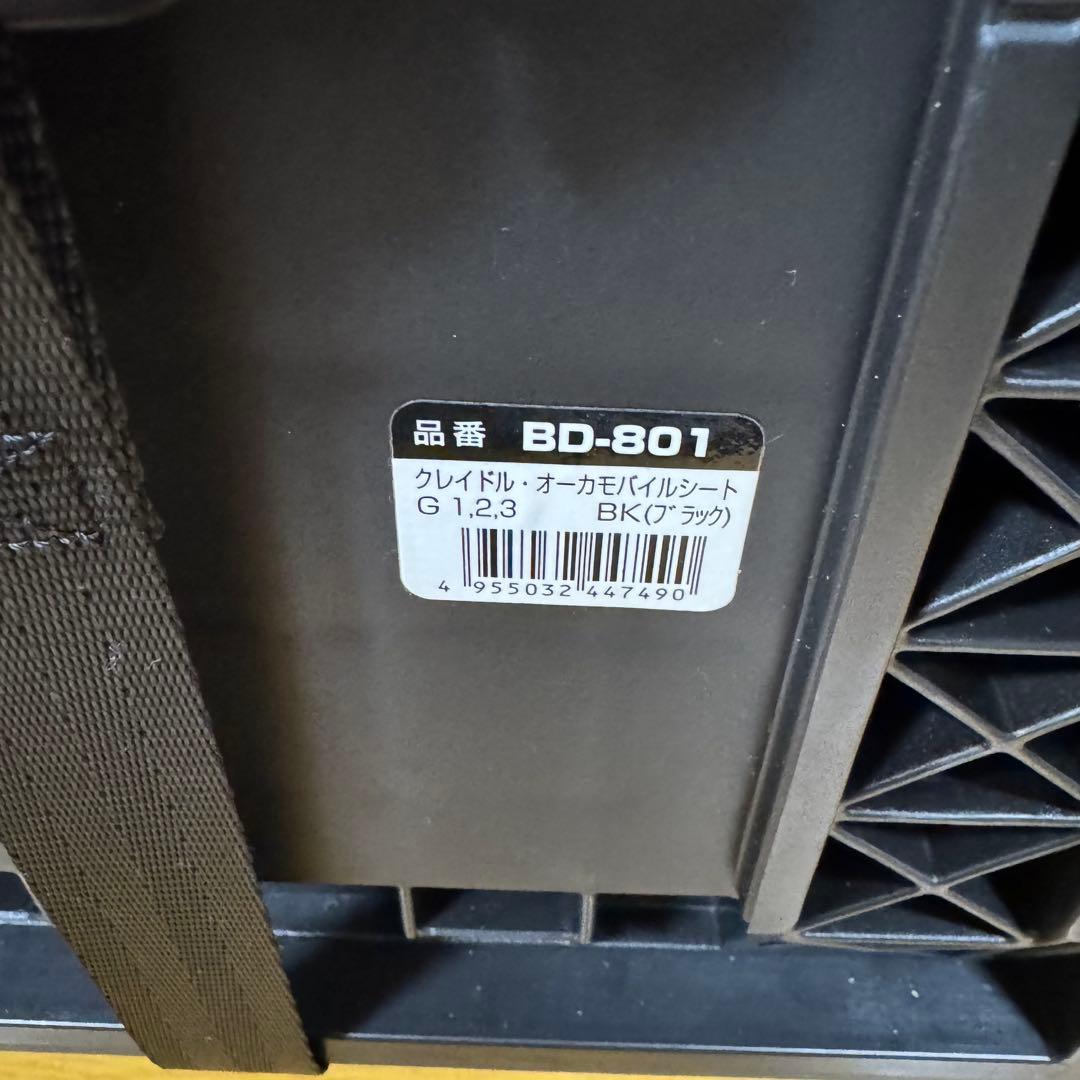 品番 BD-801
クレイドル・オーカモバイルシート
G 1,2,3 BK(ブラック)
4 955032 447490